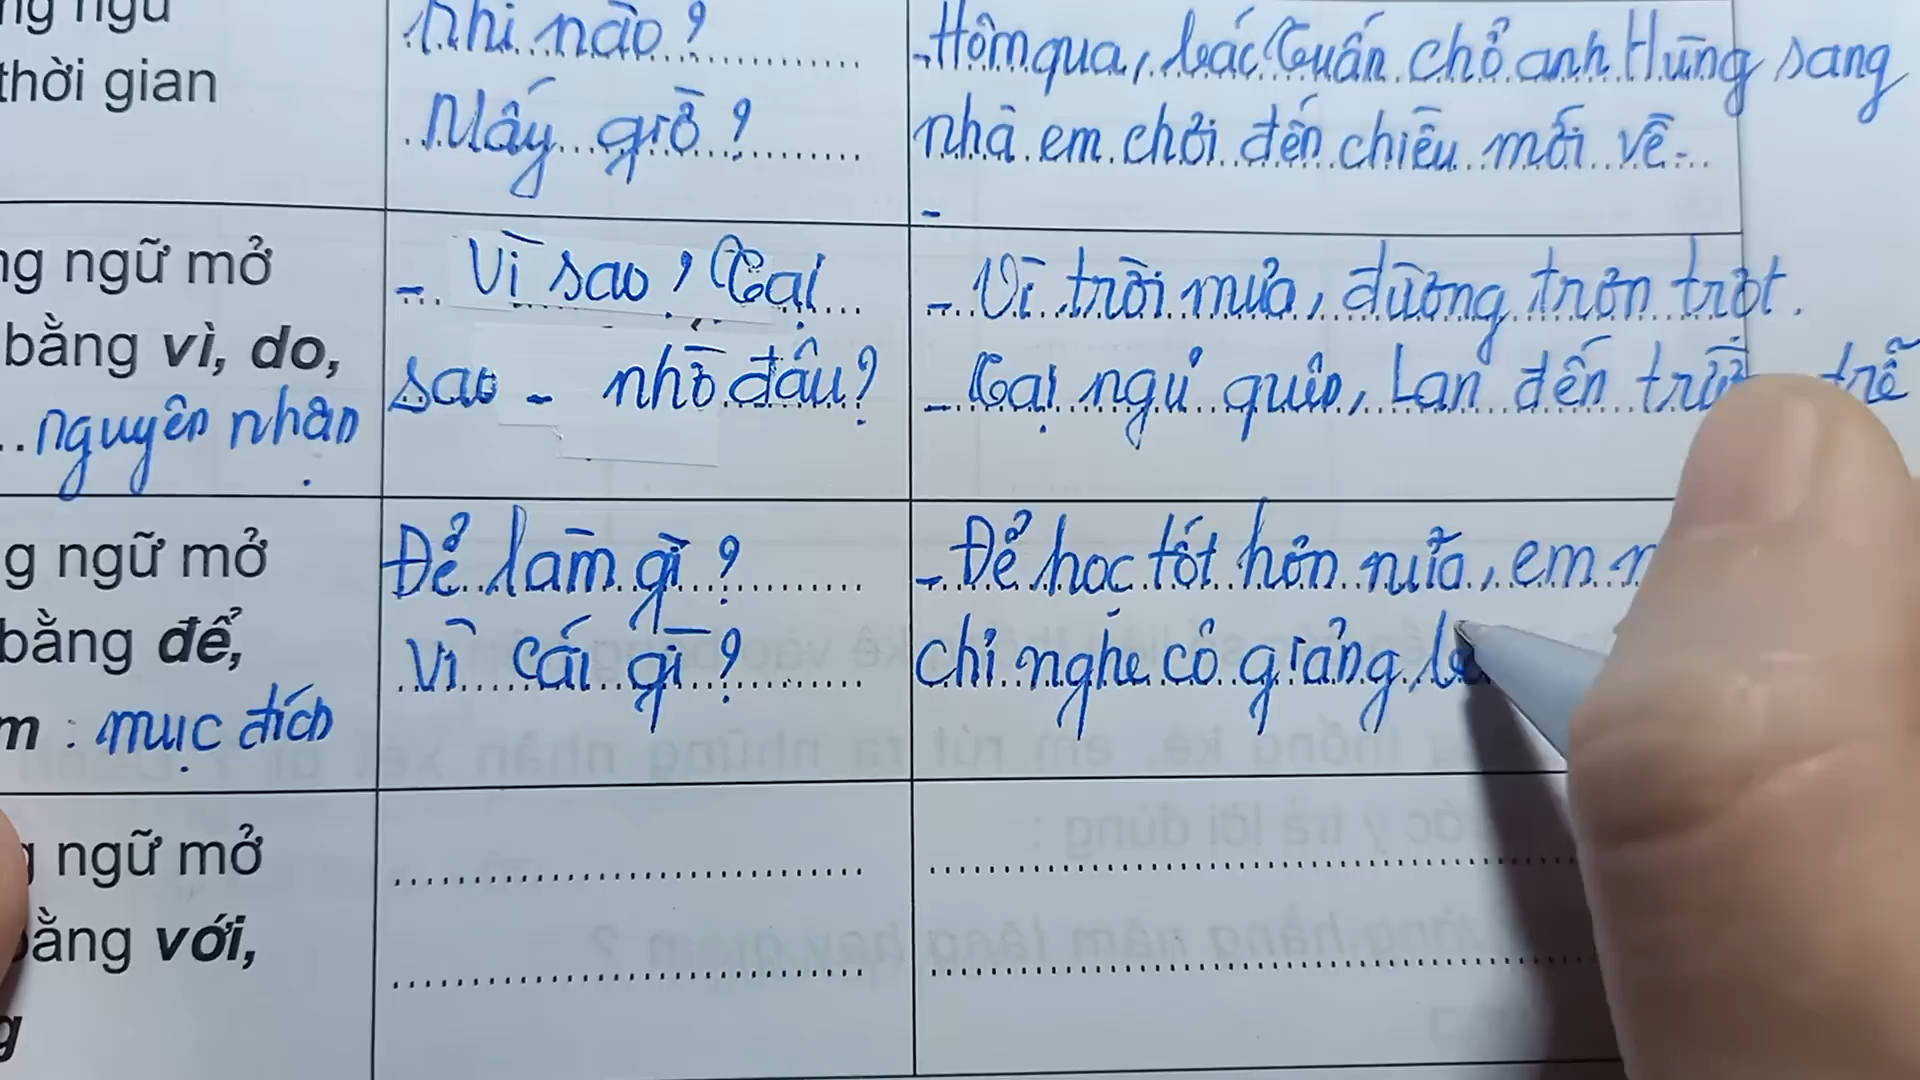 ng ngữ
thời gian
Khi nào?
Mấy giờ?
- Hôm qua, bác Tuấn chở anh Hùng sang
nhà em chơi đến chiều mới về.
-
ng ngữ mở
bằng vì, do,
... nguyên nhân
- Vì sao, Tại
sao - nhờ đâu?
- Vì trời mưa, đường trơn trợt.
- Tại ngủ quên, Lan đến trễ
g ngữ mở
bằng để,
m : mục đích
Để làm gì?
Vì cái gì?
- Để học tốt hơn nữa, em
chỉ nghe cô giảng,
ngữ mở
bằng với,
g